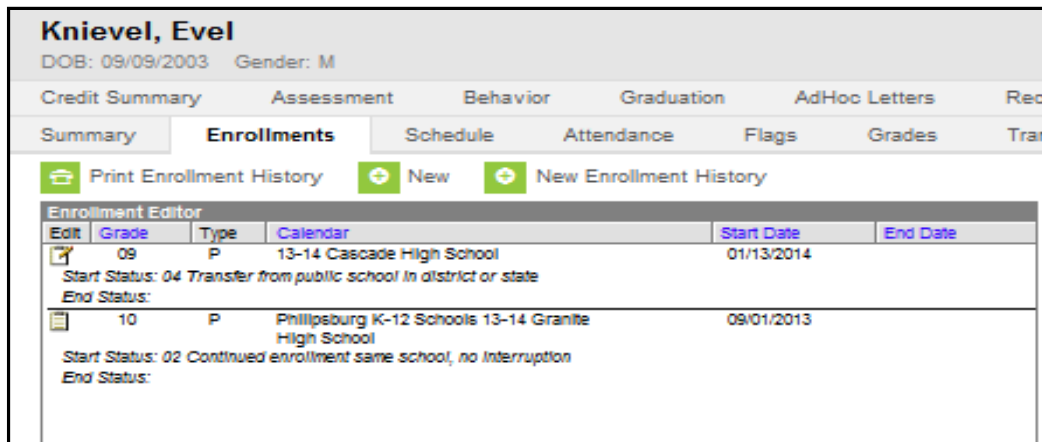 Knievel, Evel
DOB: 09/09/2003 Gender: M
Credit Summary Assessment Behavior Graduation AdHoc Letters Rec
Summary Enrollments Schedule Attendance Flags Grades Tra
Print Enrollment History New New Enrollment History
Enrollment Editor
Edit Grade Type Calendar Start Date End Date
09 P 13-14 Cascade High School 01/13/2014
Start Status: 04 Transfer from public school in district or state
End Status:
10 P Philipsburg K-12 Schools 13-14 Granite 09/01/2013
High School
Start Status: 02 Continued enrollment same school, no interruption
End Status: